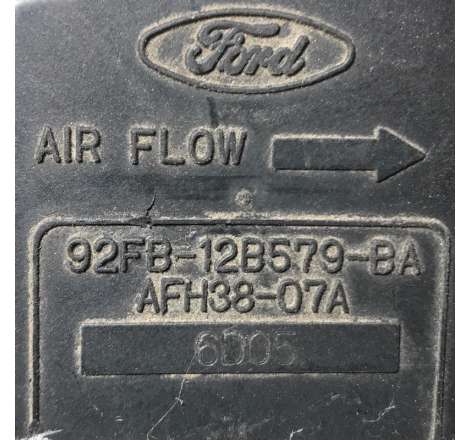 Ford
AIR FLOW
92FB-12B579-BA
AFH38-07A
6D05